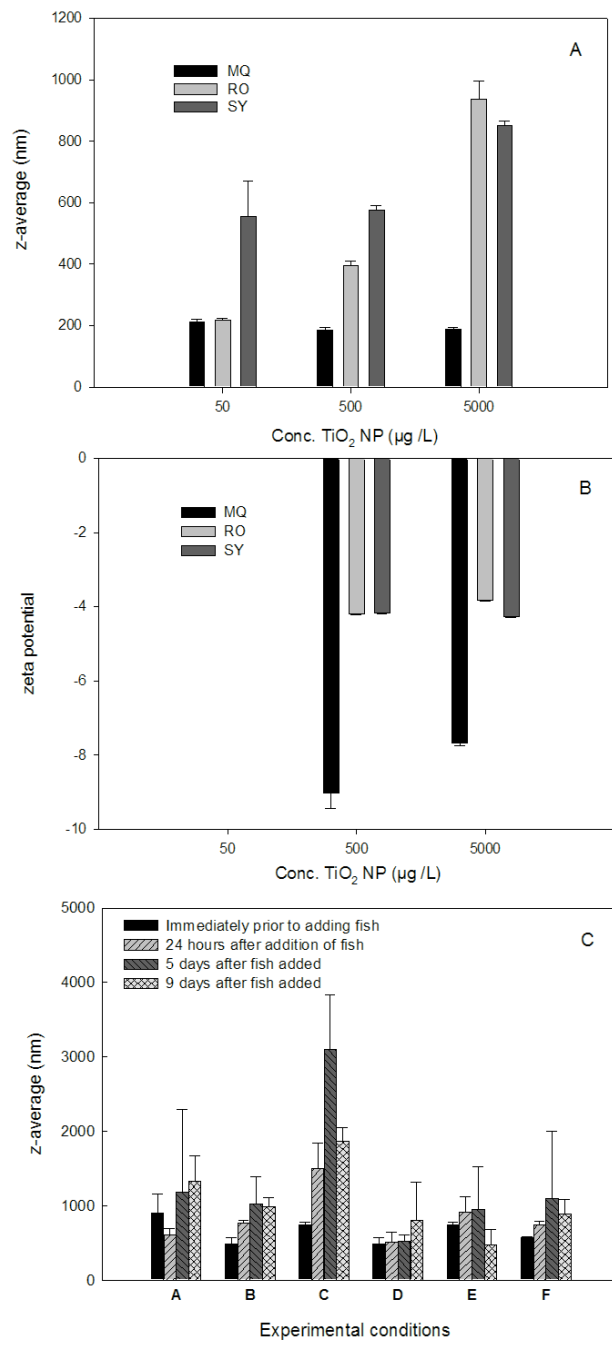 A
MQ
RO
SY
z-average (nm)
1200
1000
800
600
400
200
0
50 500 5000
Conc. TiO2 NP (µg /L)
B
MQ
RO
SY
zeta potential
0
-2
-4
-6
-8
-10
50 500 5000
Conc. TiO2 NP (µg /L)
C
Immediately prior to adding fish
24 hours after addition of fish
5 days after fish added
9 days after fish added
z-average (nm)
5000
4000
3000
2000
1000
0
A B C D E F
Experimental conditions